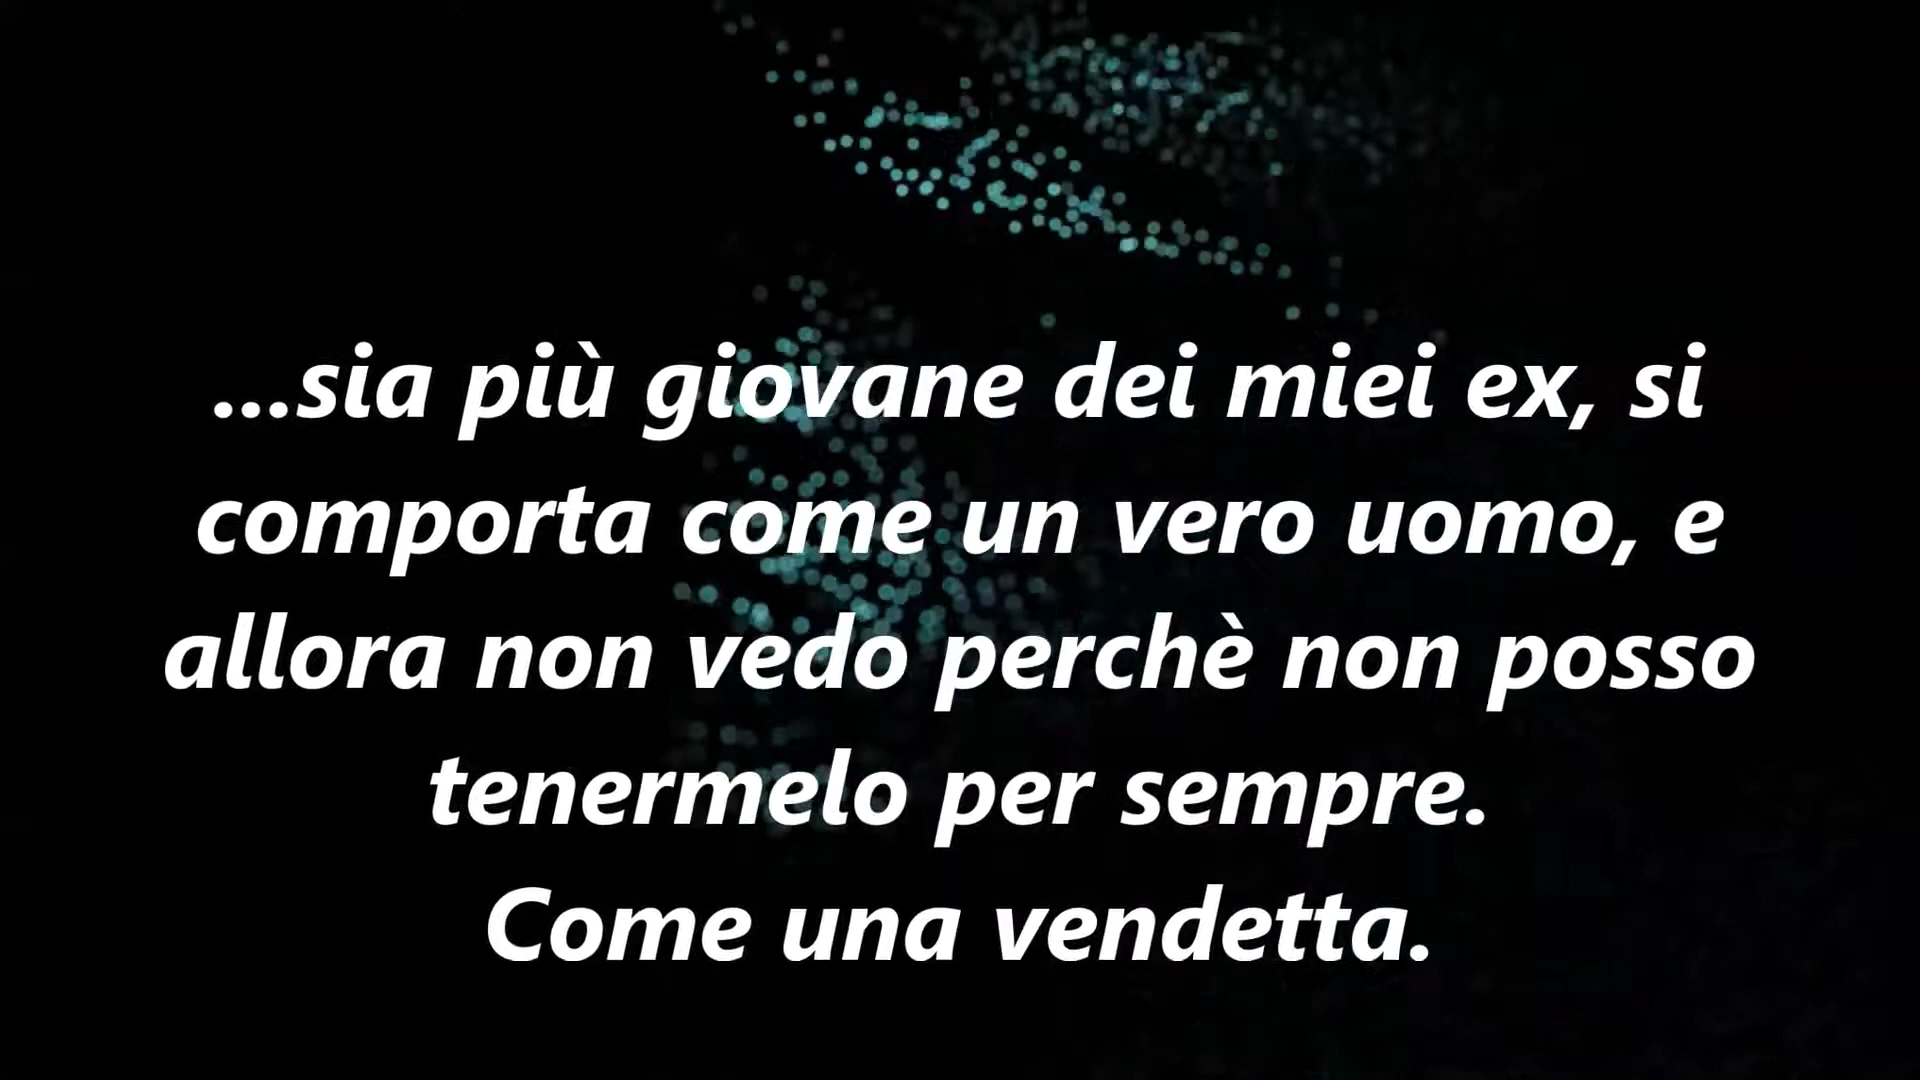 ...sia più giovane dei miei ex, si
comporta come un vero uomo, e
allora non vedo perchè non posso
tenermelo per sempre.
Come una vendetta.